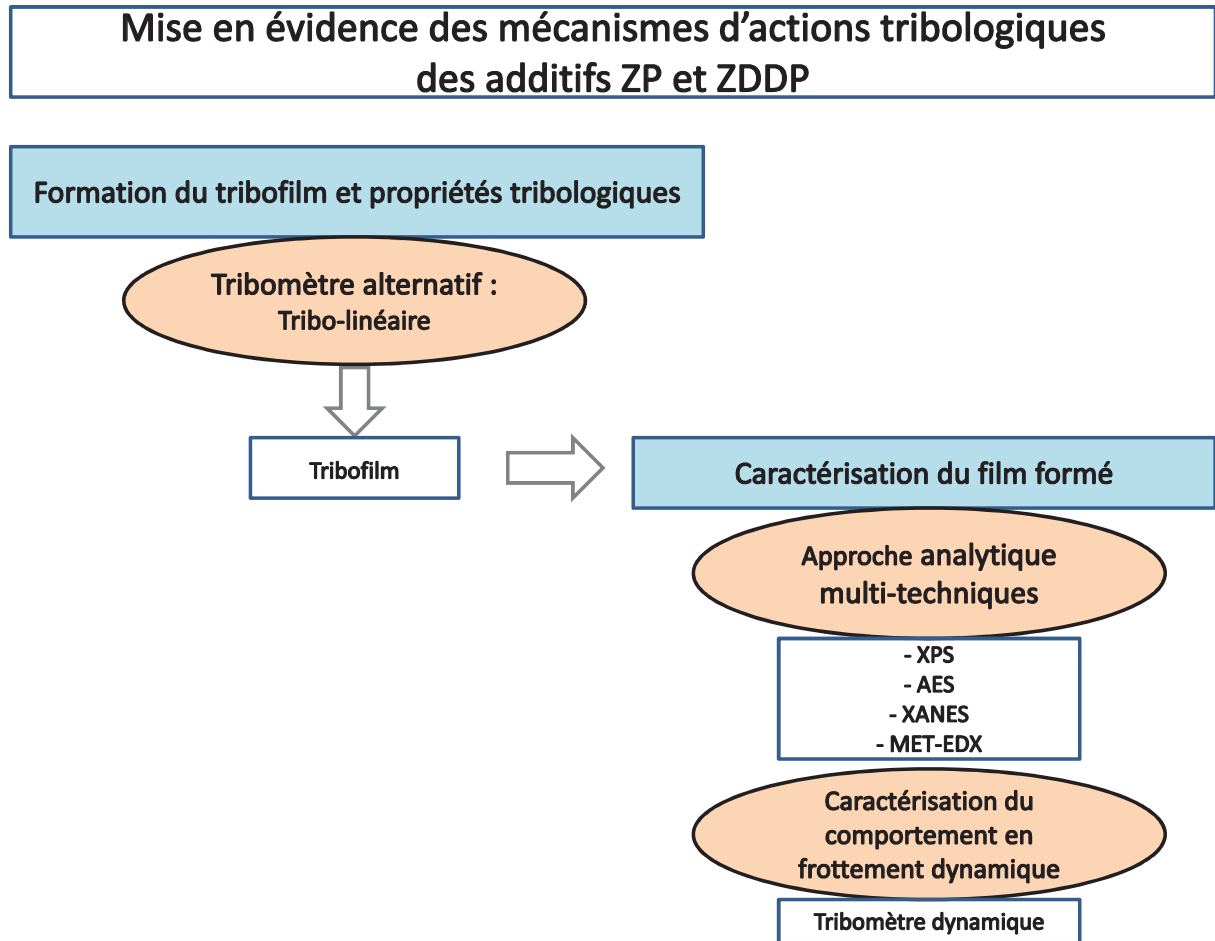 Mise en évidence des mécanismes d'actions tribologiques
des additifs ZP et ZDDP
Formation du tribofilm et propriétés tribologiques
Tribomètre alternatif :
Tribo-linéaire
Tribofilm
Caractérisation du film formé
Approche analytique
multi-techniques
- XPS
- AES
- XANES
- MET-EDX
Caractérisation du
comportement en
frottement dynamique
Tribomètre dynamique